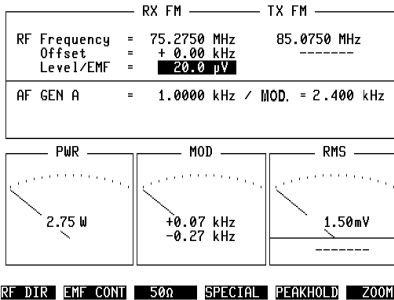 RX FM TX FM
RF Frequency = 75.2750 MHz 85.0750 MHz
Offset = + 0.00 kHz -------
Level/EMF = 20.0 µV
AF GEN A = 1.0000 kHz / MOD. = 2.400 kHz
PWR MOD RMS
2.75 W +0.07 kHz 1.50mV
-0.27 kHz -------
RF DIR EMF CONT 50Ω SPECIAL PEAKHOLD ZOOM